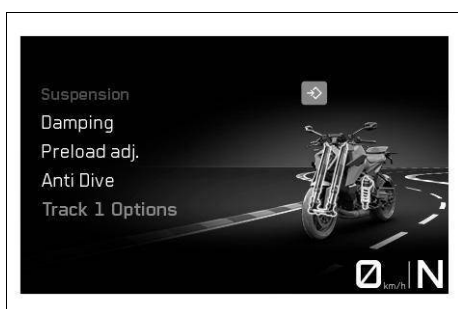 Suspension
Damping
Preload adj.
Anti Dive
Track 1 Options
0 km/h N